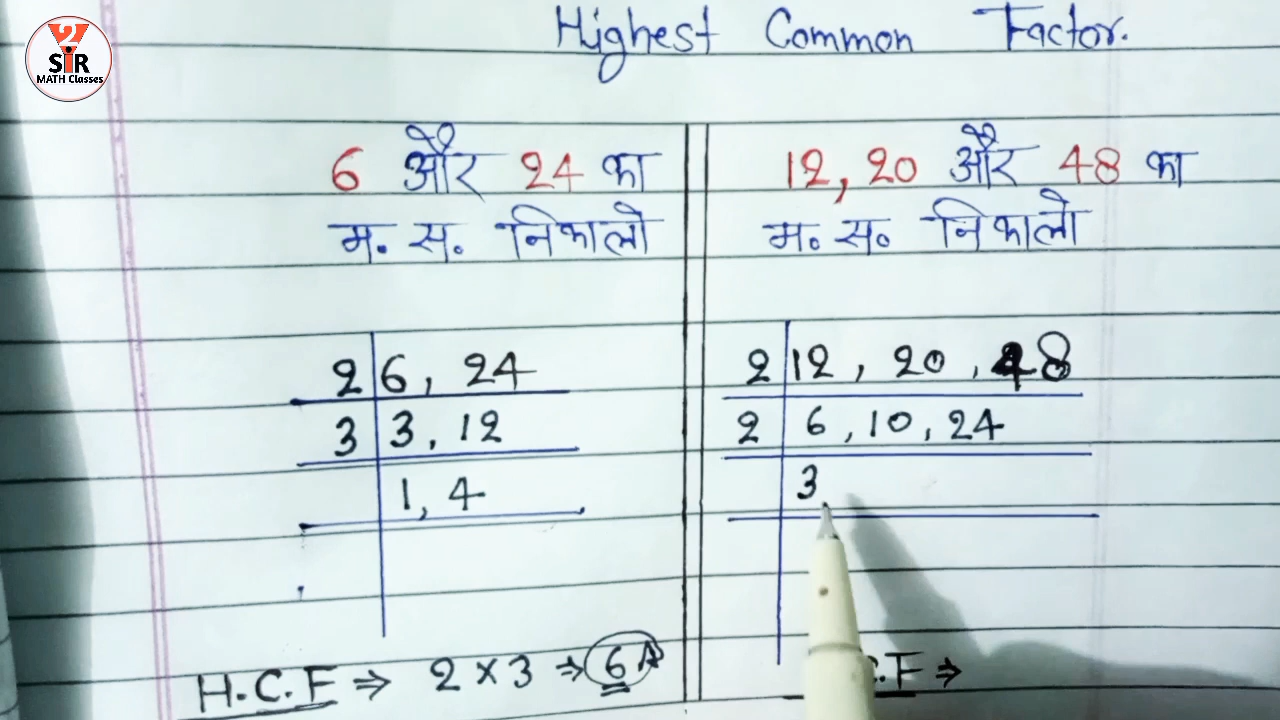 2
SIR
MATH Classes
Highest Common Factor.
6 और 24 का
म. स. निकालो
2 6, 24
3 3, 12
1, 4
H.C.F ⇒ 2 × 3 ⇒ 6 A
12, 20 और 48 का
म. स. निकालो
2 12, 20, 48
2 6, 10, 24
3
.F ⇒